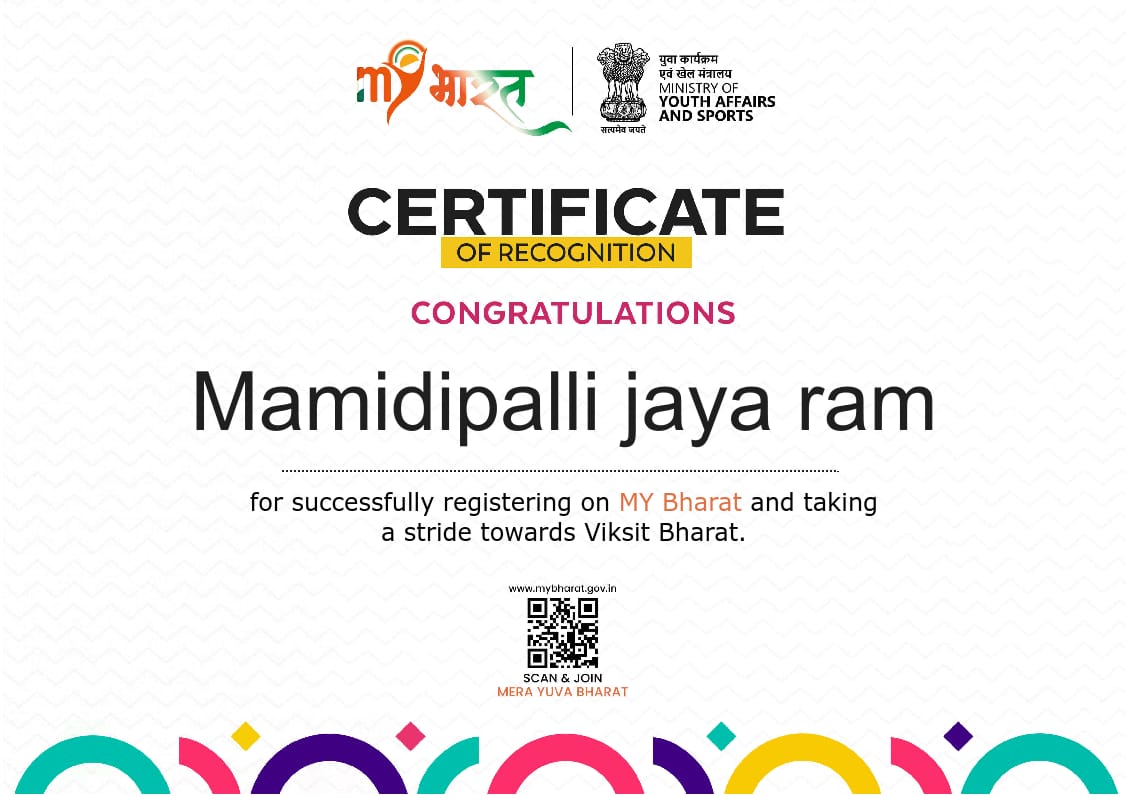 my भारत
युवा कार्यक्रम
एवं खेल मंत्रालय
MINISTRY OF
YOUTH AFFAIRS
AND SPORTS
सत्यमेव जयते
CERTIFICATE
OF RECOGNITION
CONGRATULATIONS
Mamidipalli jaya ram
for successfully registering on MY Bharat and taking
a stride towards Viksit Bharat.
www.mybharat.gov.in
SCAN & JOIN
MERA YUVA BHARAT